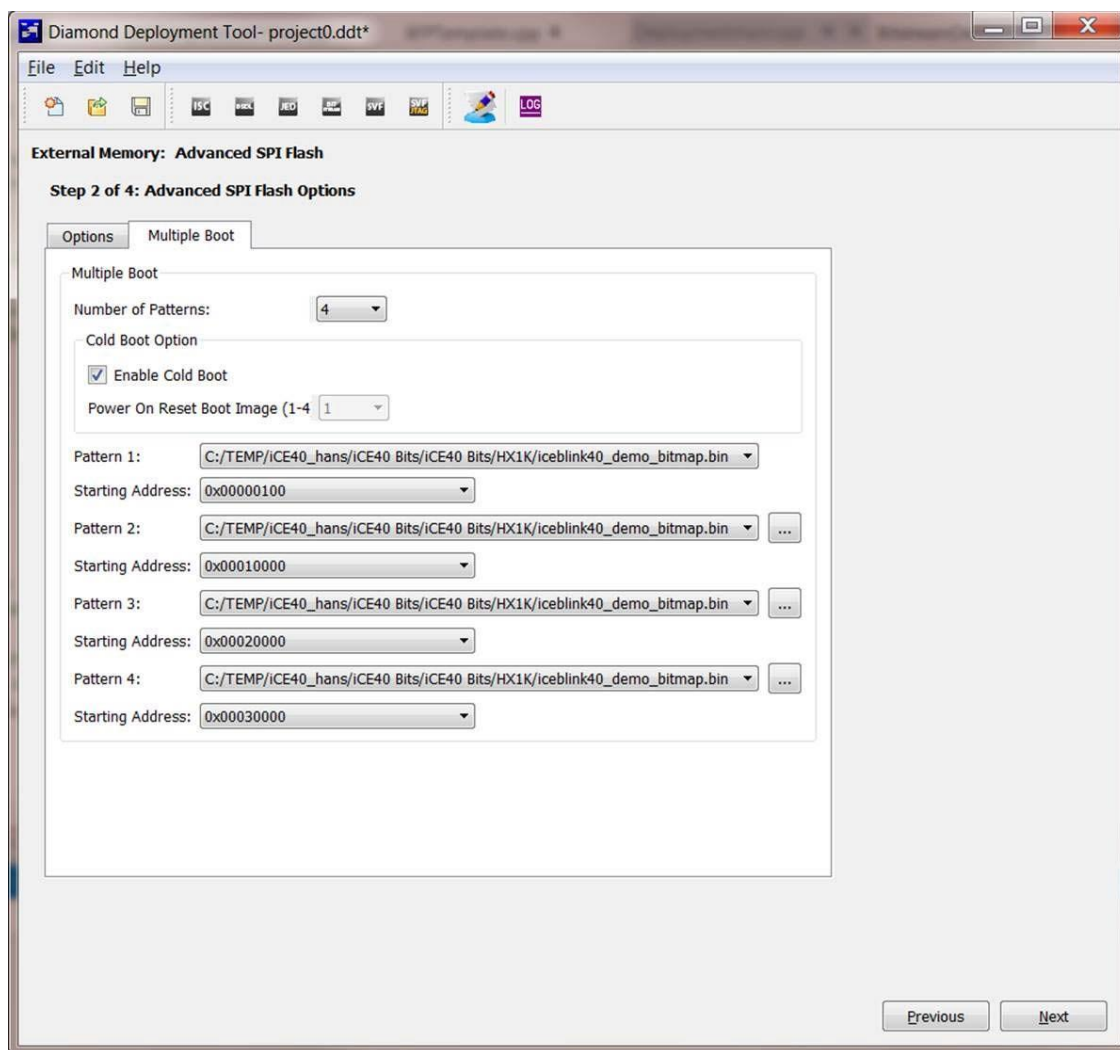 Diamond Deployment Tool- project0.ddt*
File Edit Help
ISC BSDL JED SVF SVF JTAG LOG
External Memory: Advanced SPI Flash
Step 2 of 4: Advanced SPI Flash Options
Options Multiple Boot
Multiple Boot
Number of Patterns: 4
Cold Boot Option
Enable Cold Boot
Power On Reset Boot Image (1-4 1
Pattern 1: C:/TEMP/iCE40_hans/iCE40 Bits/iCE40 Bits/HX1K/iceblink40_demo_bitmap.bin
Starting Address: 0x00000100
Pattern 2: C:/TEMP/iCE40_hans/iCE40 Bits/iCE40 Bits/HX1K/iceblink40_demo_bitmap.bin ...
Starting Address: 0x00010000
Pattern 3: C:/TEMP/iCE40_hans/iCE40 Bits/iCE40 Bits/HX1K/iceblink40_demo_bitmap.bin ...
Starting Address: 0x00020000
Pattern 4: C:/TEMP/iCE40_hans/iCE40 Bits/iCE40 Bits/HX1K/iceblink40_demo_bitmap.bin ...
Starting Address: 0x00030000
Previous Next